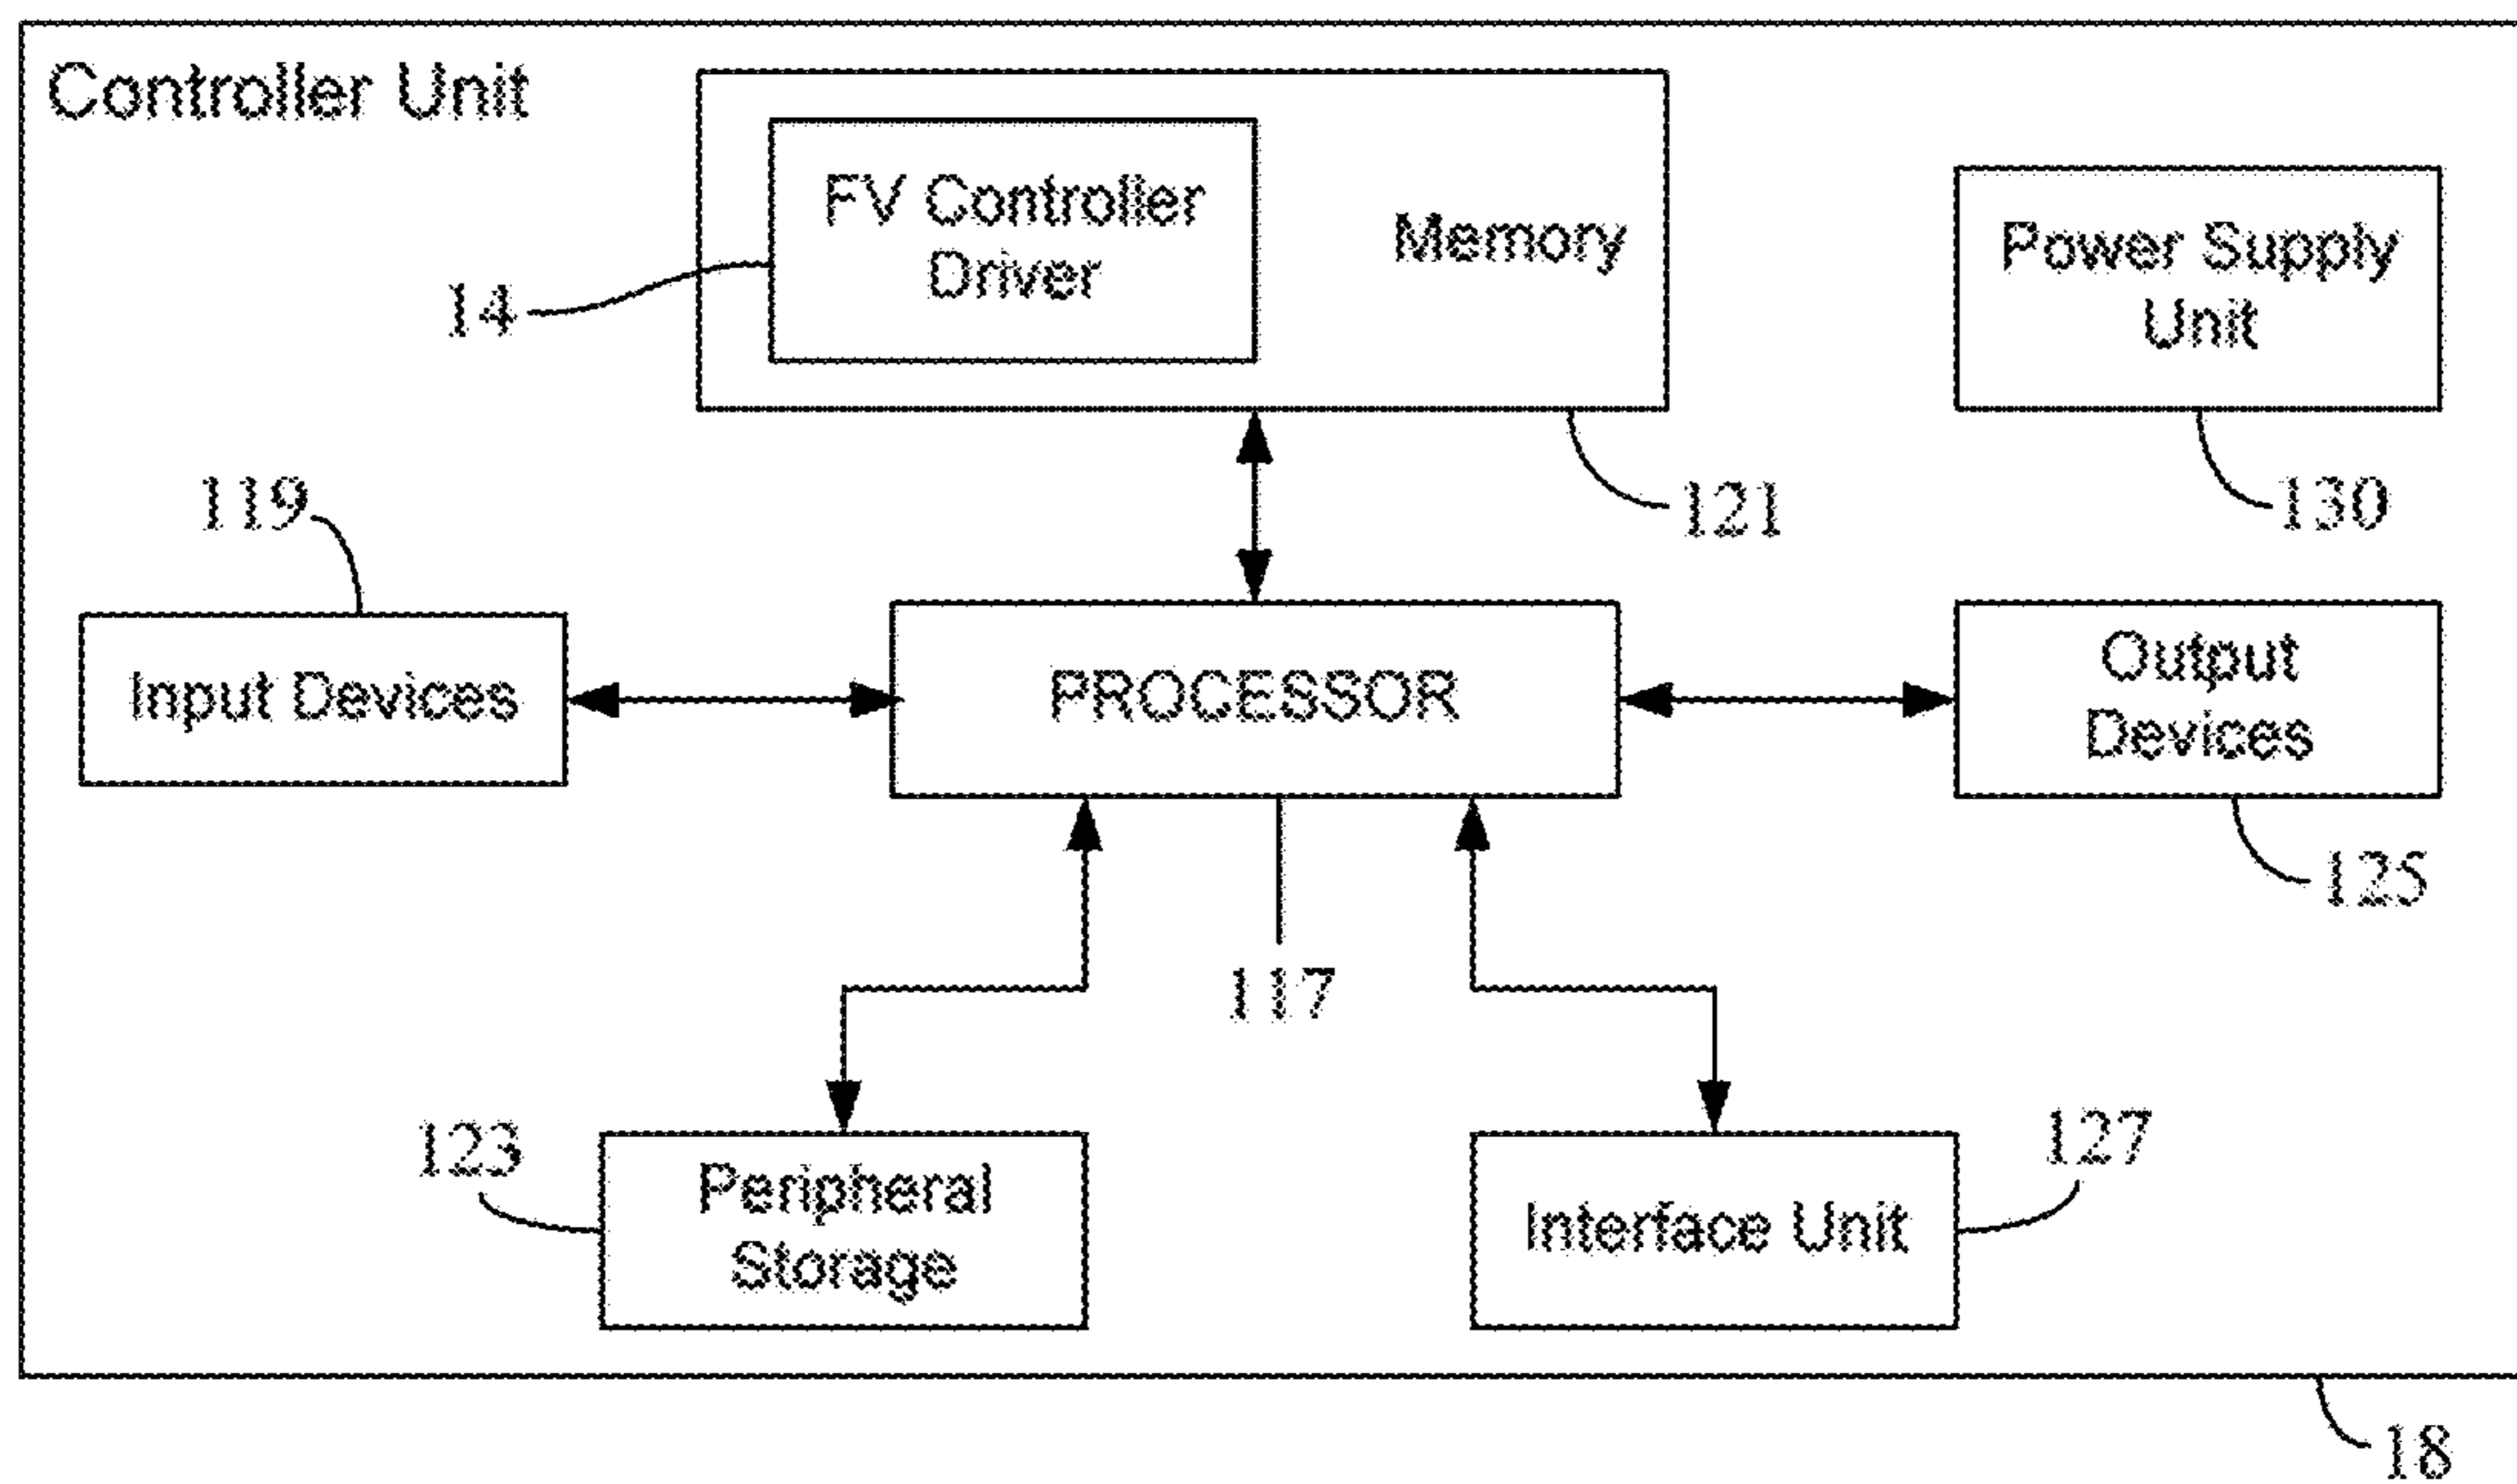 Controller Unit
FV Controller
Driver
Memory
Power Supply
Unit
14
119
121
130
Input Devices
PROCESSOR
Output
Devices
125
117
123
127
Peripheral
Storage
Interface Unit
18